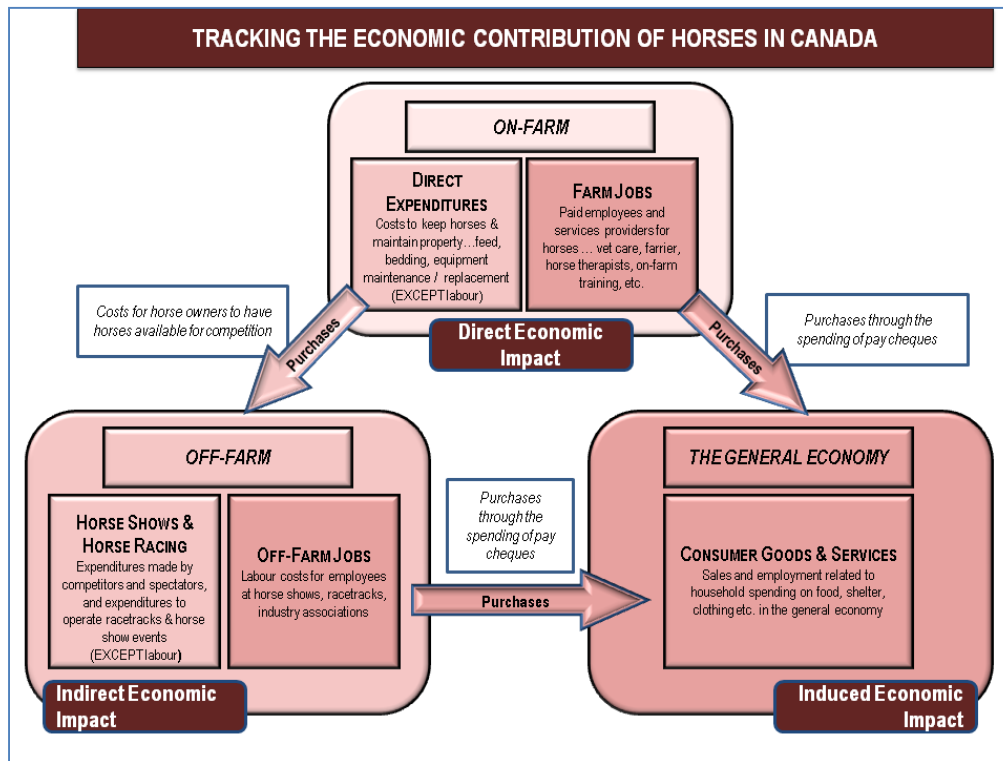 TRACKING THE ECONOMIC CONTRIBUTION OF HORSES IN CANADA
ON-FARM
DIRECT
EXPENDITURES
Costs to keep horses &
maintain property…feed,
bedding, equipment
maintenance / replacement
(EXCEPT labour)
FARM JOBS
Paid employees and
services providers for
horses … vet care, farrier,
horse therapists, on-farm
training, etc.
Direct Economic
Impact
Costs for horse owners to have
horses available for competition
Purchases
Purchases
Purchases through the
spending of pay cheques
OFF-FARM
HORSE SHOWS &
HORSE RACING
Expenditures made by
competitors and spectators,
and expenditures to
operate racetracks & horse
show events
(EXCEPT labour)
OFF-FARM JOBS
Labour costs for employees
at horse shows, racetracks,
industry associations
Indirect Economic
Impact
Purchases
through the
spending of pay
cheques
Purchases
THE GENERAL ECONOMY
CONSUMER GOODS & SERVICES
Sales and employment related to
household spending on food, shelter,
clothing etc. in the general economy
Induced Economic
Impact